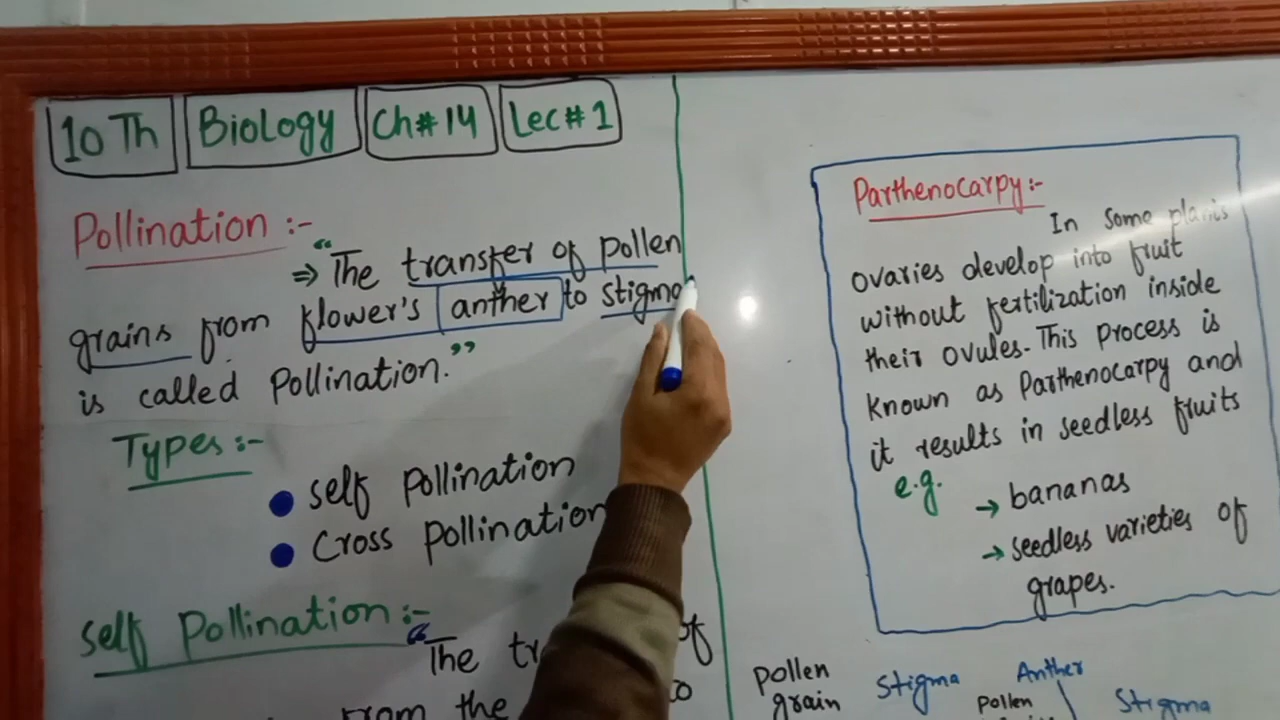 10 Th Biology Ch# 14 Lec# 1
Pollination :-
⇒ "The transfer of pollen
grains from flower's anther to stigma
is called Pollination."
Types:-
● self pollination
● Cross pollination
self Pollination:-
"The of
from the to
Parthenocarpy:-
In some plants
ovaries develop into fruit
without fertilization inside
their ovules. This process is
known as Parthenocarpy and
it results in seedless fruits
e.g.
→ bananas
→ seedless varieties of
grapes.
pollen
grain
Stigma
Anther
pollen
Stigma